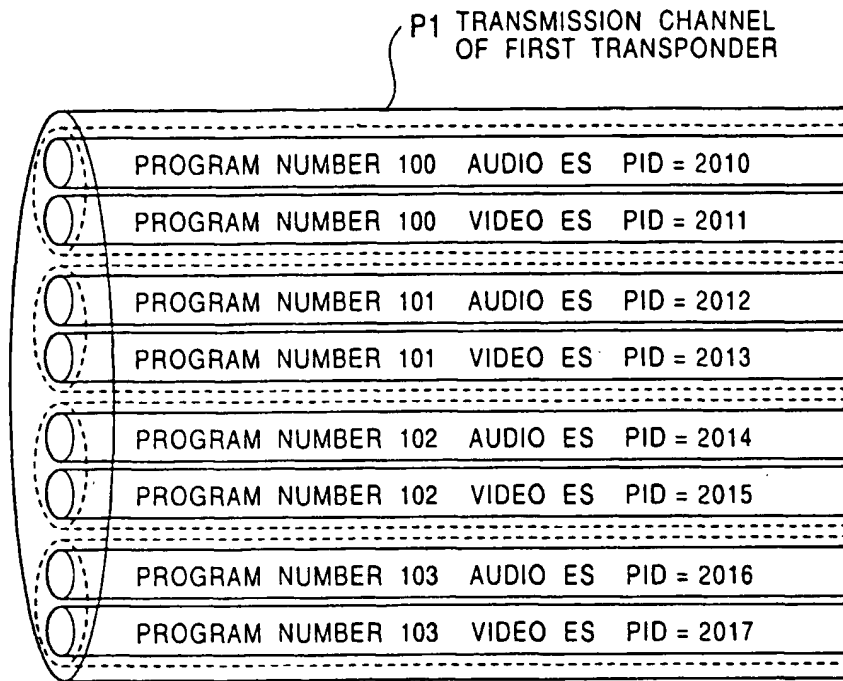 P1 TRANSMISSION CHANNEL
OF FIRST TRANSPONDER
PROGRAM NUMBER 100 AUDIO ES PID = 2010
PROGRAM NUMBER 100 VIDEO ES PID = 2011
PROGRAM NUMBER 101 AUDIO ES PID = 2012
PROGRAM NUMBER 101 VIDEO ES PID = 2013
PROGRAM NUMBER 102 AUDIO ES PID = 2014
PROGRAM NUMBER 102 VIDEO ES PID = 2015
PROGRAM NUMBER 103 AUDIO ES PID = 2016
PROGRAM NUMBER 103 VIDEO ES PID = 2017